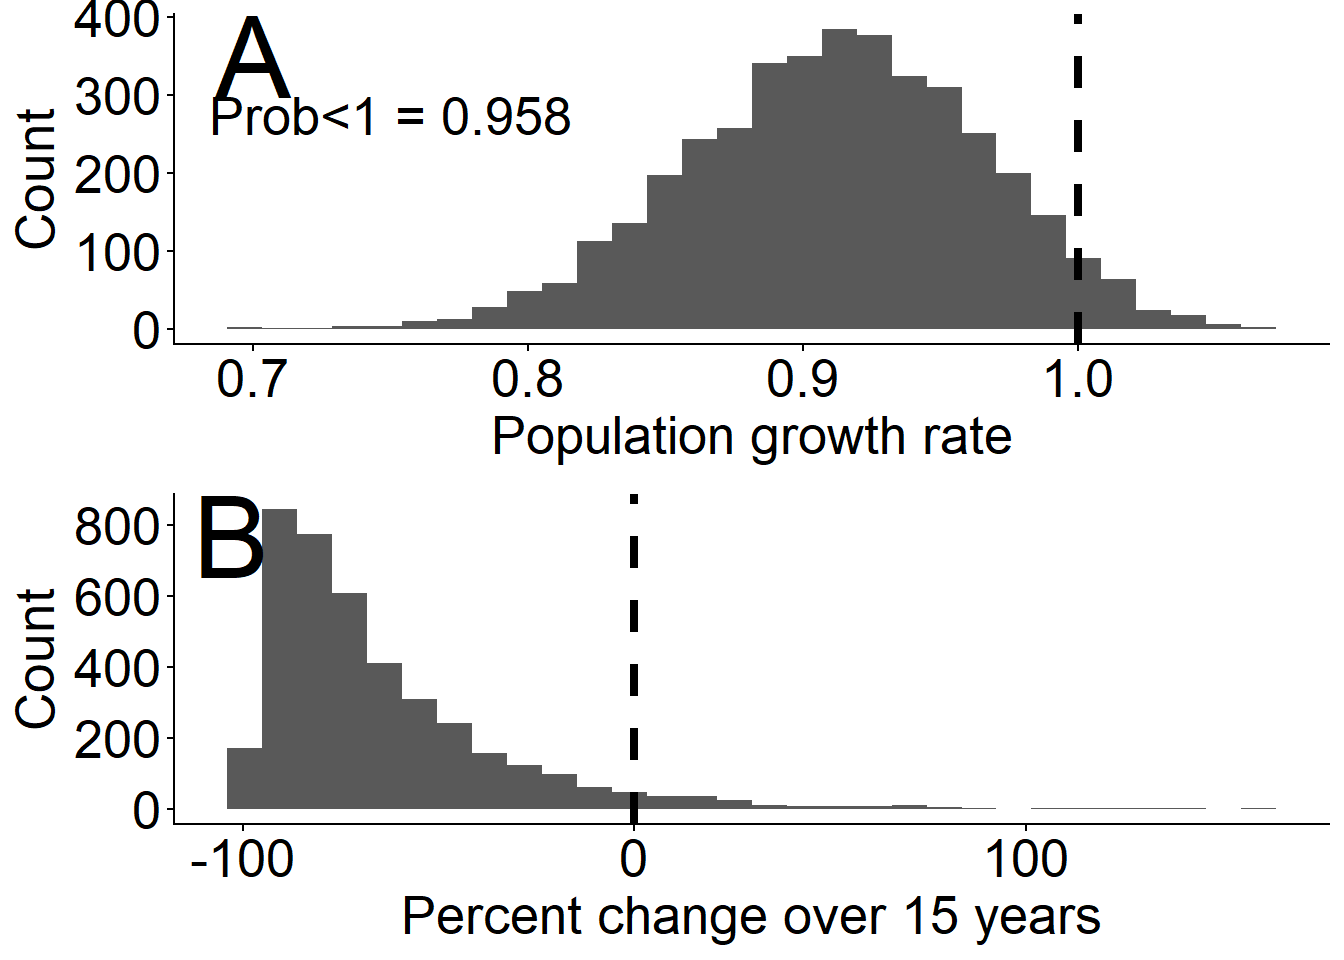 A
Prob<1 = 0.958
Count
400
300
200
100
0
0.7 0.8 0.9 1.0
Population growth rate
B
Count
800
600
400
200
0
-100 0 100
Percent change over 15 years